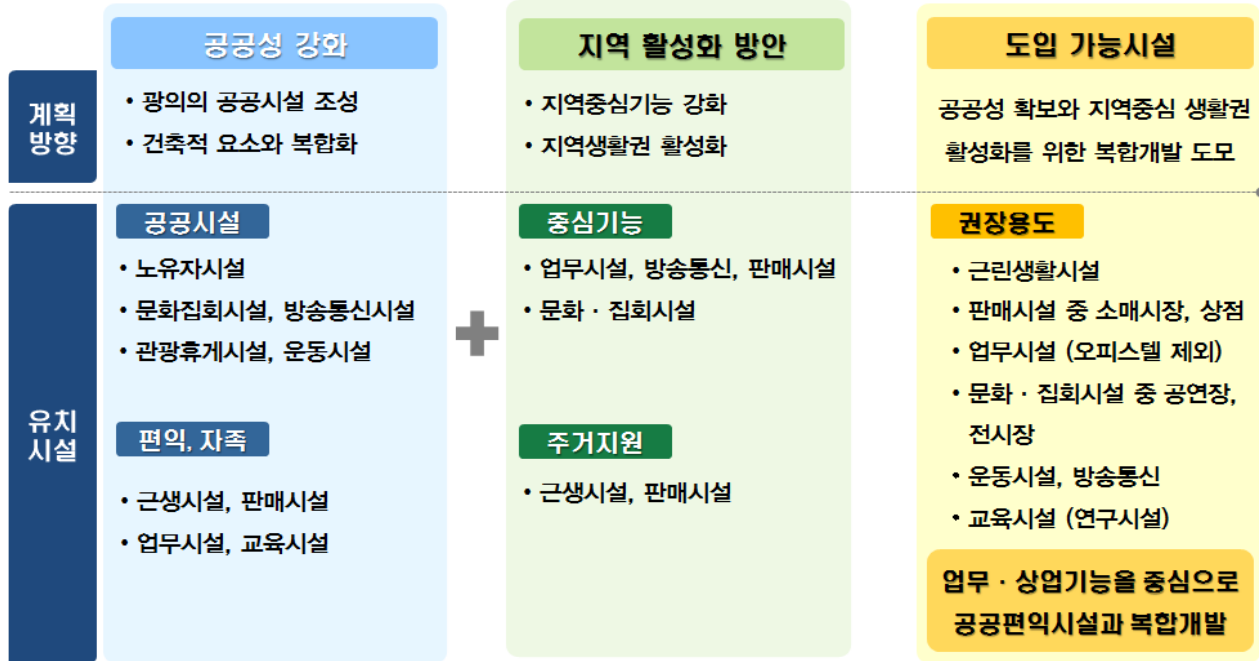 공공성 강화
지역 활성화 방안
도입 가능시설
계획
방향
• 광의의 공공시설 조성
• 건축적 요소와 복합화
• 지역중심기능 강화
• 지역생활권 활성화
공공성 확보와 지역중심 생활권
활성화를 위한 복합개발 도모
유치
시설
공공시설
• 노유자시설
• 문화집회시설, 방송통신시설
• 관광휴게시설, 운동시설
편익, 자족
• 근생시설, 판매시설
• 업무시설, 교육시설
중심기능
• 업무시설, 방송통신, 판매시설
• 문화 · 집회시설
주거지원
• 근생시설, 판매시설
권장용도
• 근린생활시설
• 판매시설 중 소매시장, 상점
• 업무시설 (오피스텔 제외)
• 문화 · 집회시설 중 공연장,
전시장
• 운동시설, 방송통신
• 교육시설 (연구시설)
업무 · 상업기능을 중심으로
공공편익시설과 복합개발